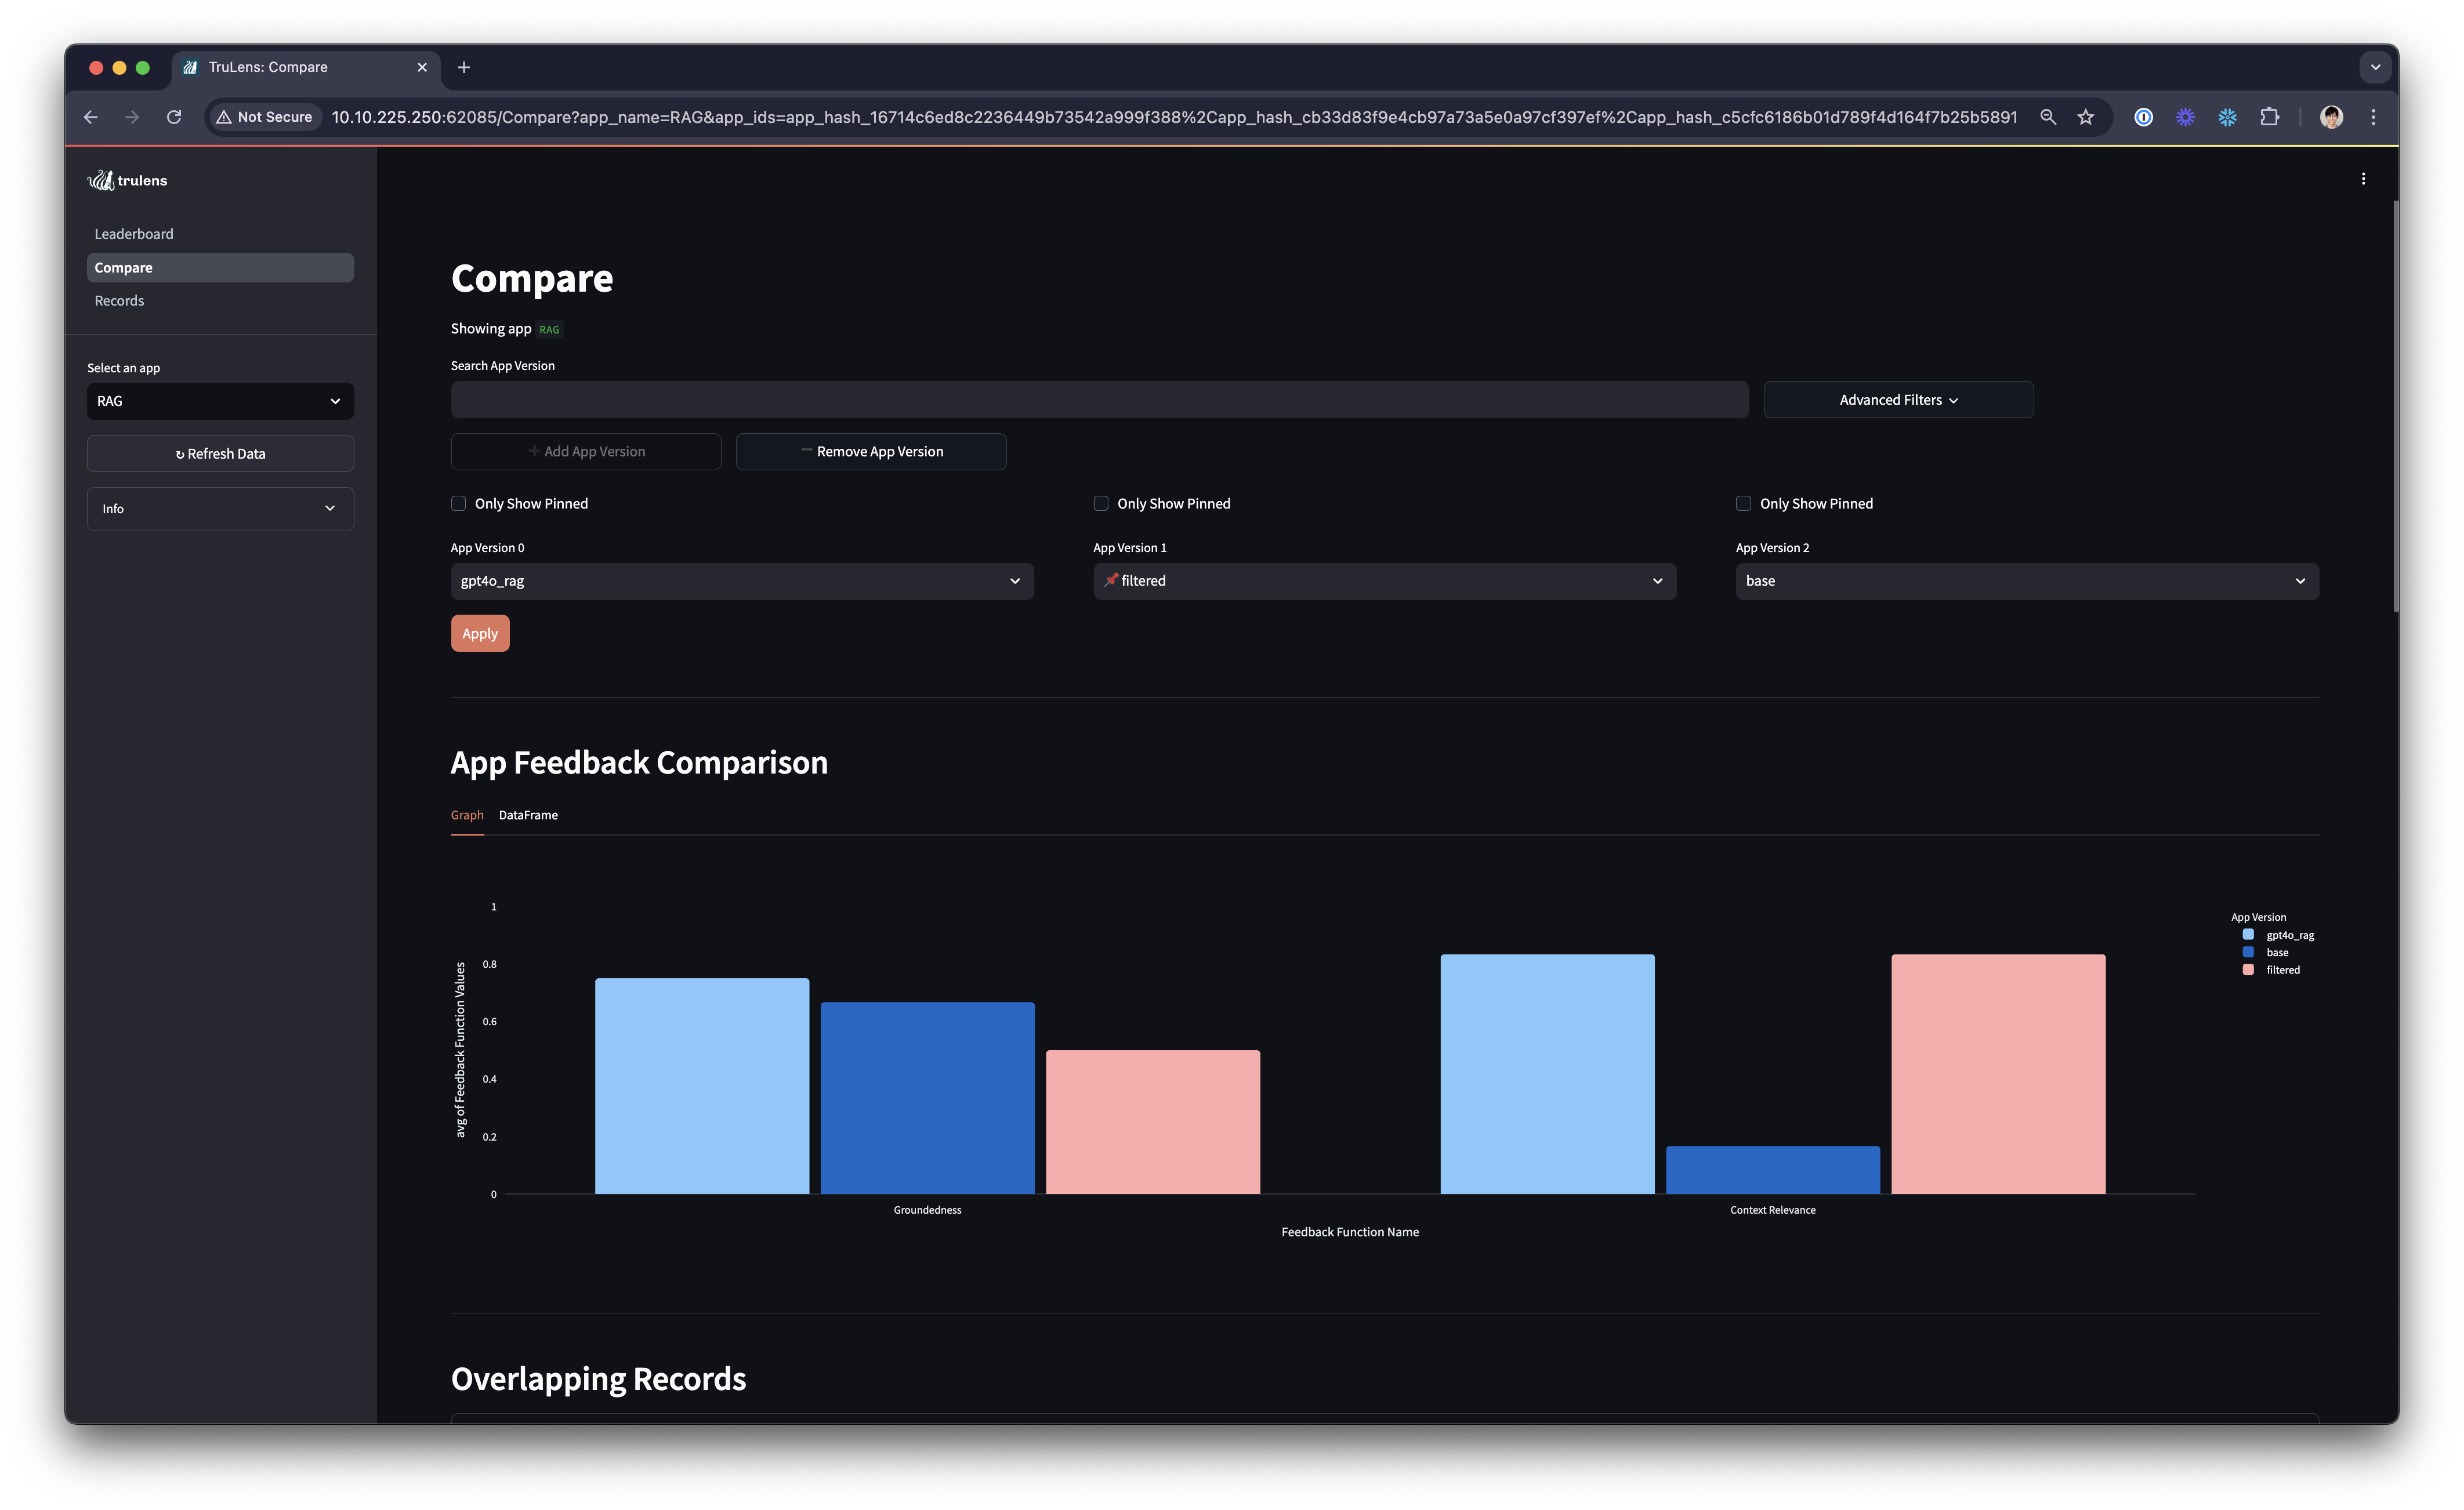 TruLens: Compare
Not Secure
10.10.225.250:62085/Compare?app_name=RAG&app_ids=app_hash_16714c6ed8c2236449b73542a999f388%2Capp_hash_cb33d83f9e4cb97a73a5e0a97cf397ef%2Capp_hash_c5cfc6186b01d789f4d164f7b25b5891
trulens
Leaderboard
Compare
Records
Select an app
RAG
↻ Refresh Data
Info
Compare
Showing app RAG
Search App Version
Advanced Filters
Add App Version
Remove App Version
Only Show Pinned
Only Show Pinned
Only Show Pinned
App Version 0
App Version 1
App Version 2
gpt4o_rag
📌 filtered
base
Apply
App Feedback Comparison
Graph
DataFrame
avg of Feedback Function Values
1
0.8
0.6
0.4
0.2
0
Groundedness
Context Relevance
Feedback Function Name
App Version
gpt4o_rag
base
filtered
Overlapping Records